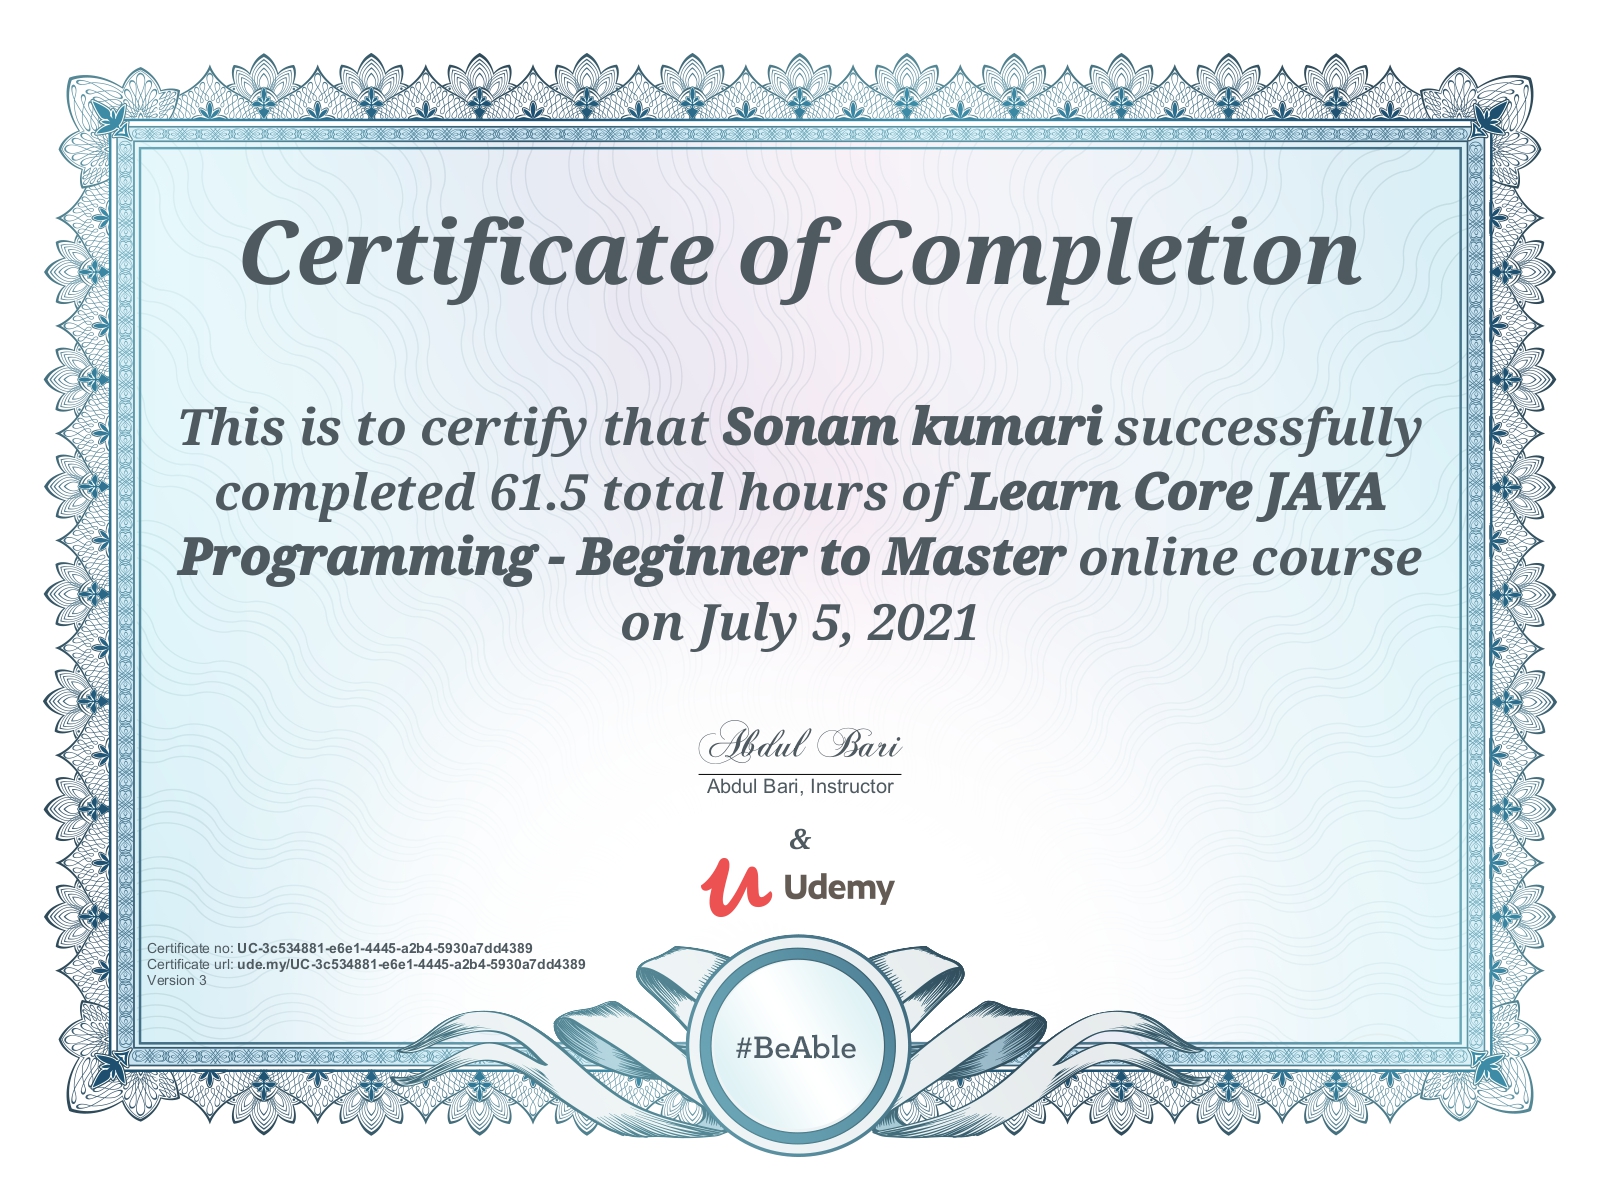 Certificate of Completion
This is to certify that Sonam kumari successfully
completed 61.5 total hours of Learn Core JAVA
Programming - Beginner to Master online course
on July 5, 2021
Abdul Bari
Abdul Bari, Instructor
&
Udemy
Certificate no: UC-3c534881-e6e1-4445-a2b4-5930a7dd4389
Certificate url: ude.my/UC-3c534881-e6e1-4445-a2b4-5930a7dd4389
Version 3
#BeAble